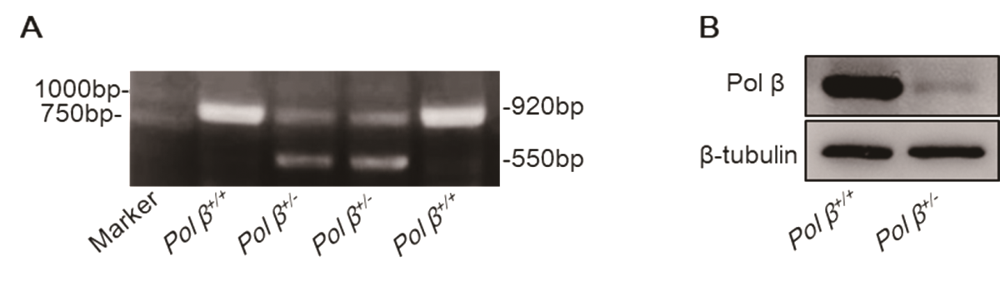 A
1000bp-
750bp-
-920bp
-550bp
Marker
Pol β+/+
Pol β+/-
Pol β+/-
Pol β+/+
B
Pol β
β-tubulin
Pol β+/+
Pol β+/-